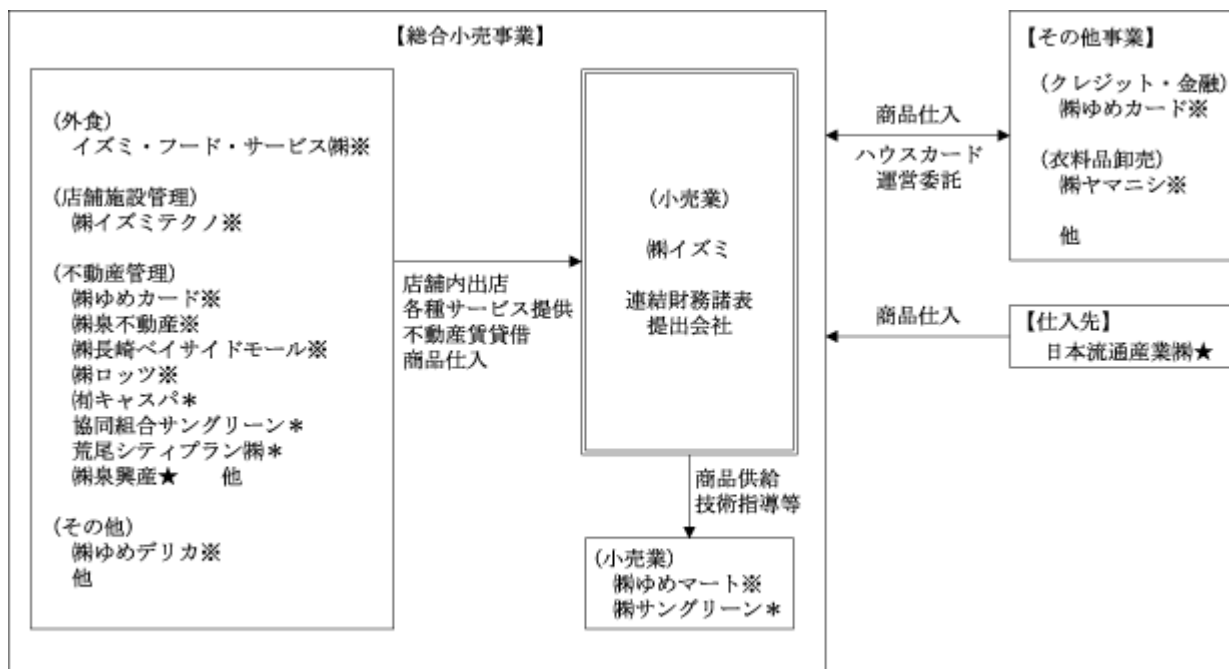 【総合小売事業】
(外食)
イズミ・フード・サービス㈱※
(店舗施設管理)
㈱イズミテクノ※
(不動産管理)
㈱ゆめカード※
㈱泉不動産※
㈱長崎ベイサイドモール※
㈱ロッツ※
㈲キャスパ＊
協同組合サングリーン＊
荒尾シティプラン㈱＊
㈱泉興産★　他
(その他)
㈱ゆめデリカ※
他
店舗内出店
各種サービス提供
不動産賃貸借
商品仕入
(小売業)
㈱イズミ
連結財務諸表
提出会社
商品供給
技術指導等
(小売業)
㈱ゆめマート※
㈱サングリーン＊
商品仕入
ハウスカード
運営委託
【その他事業】
(クレジット・金融)
㈱ゆめカード※
(衣料品卸売)
㈱ヤマニシ※
他
商品仕入
【仕入先】
日本流通産業㈱★